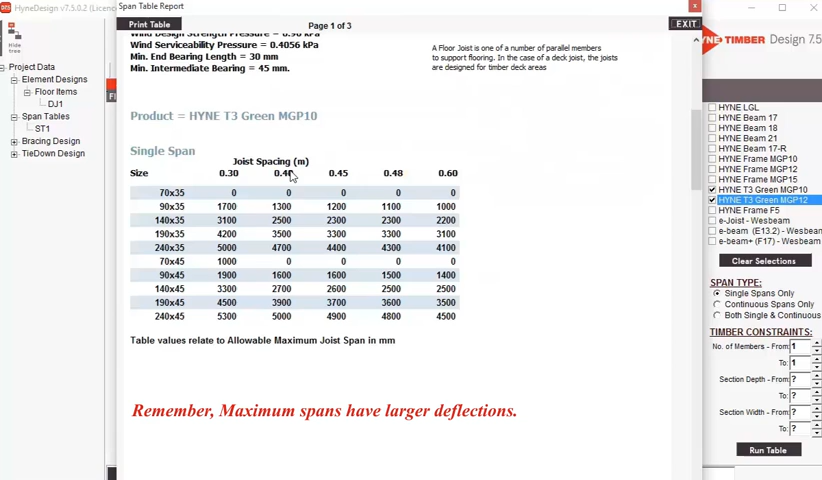 HyneDesign v7.5.0.2 (Licenc
Span Table Report
Print Table
Page 1 of 3
EXIT
Hide
tree
Project Data
Element Designs
Floor Items
DJ1
Span Tables
ST1
Bracing Design
TieDown Design
Wind Serviceability Pressure = 0.4056 kPa
Min. End Bearing Length = 30 mm
Min. Intermediate Bearing = 45 mm.
A Floor Joist is one of a number of parallel members
to support flooring. In the case of a deck joist, the joists
are designed for timber deck areas
Product = HYNE T3 Green MGP10
Single Span
Joist Spacing (m)
Size 0.30 0.40 0.45 0.48 0.60
70x35 0 0 0 0 0
90x35 1700 1300 1200 1100 1000
140x35 3100 2500 2300 2300 2200
190x35 4200 3500 3300 3300 3100
240x35 5000 4700 4400 4300 4100
70x45 1000 0 0 0 0
90x45 1900 1600 1600 1500 1400
140x45 3300 2700 2600 2500 2500
190x45 4500 3900 3700 3600 3500
240x45 5300 5000 4900 4800 4500
Table values relate to Allowable Maximum Joist Span in mm
Remember, Maximum spans have larger deflections.
YNE TIMBER Design 7.5
HYNE LGL
HYNE Beam 17
HYNE Beam 18
HYNE Beam 21
HYNE Beam 17-R
HYNE Frame MGP10
HYNE Frame MGP12
HYNE Frame MGP15
HYNE T3 Green MGP10
HYNE T3 Green MGP12
HYNE Frame F5
e-Joist - Wesbeam
e-beam (E13.2) - Wesbeam
e-beam+ (F17) - Wesbeam
Clear Selections
SPAN TYPE:
Single Spans Only
Continuous Spans Only
Both Single & Continuous
TIMBER CONSTRAINTS:
No. of Members - From: 1
To: 1
Section Depth - From: ?
To: ?
Section Width - From: ?
To: ?
Run Table